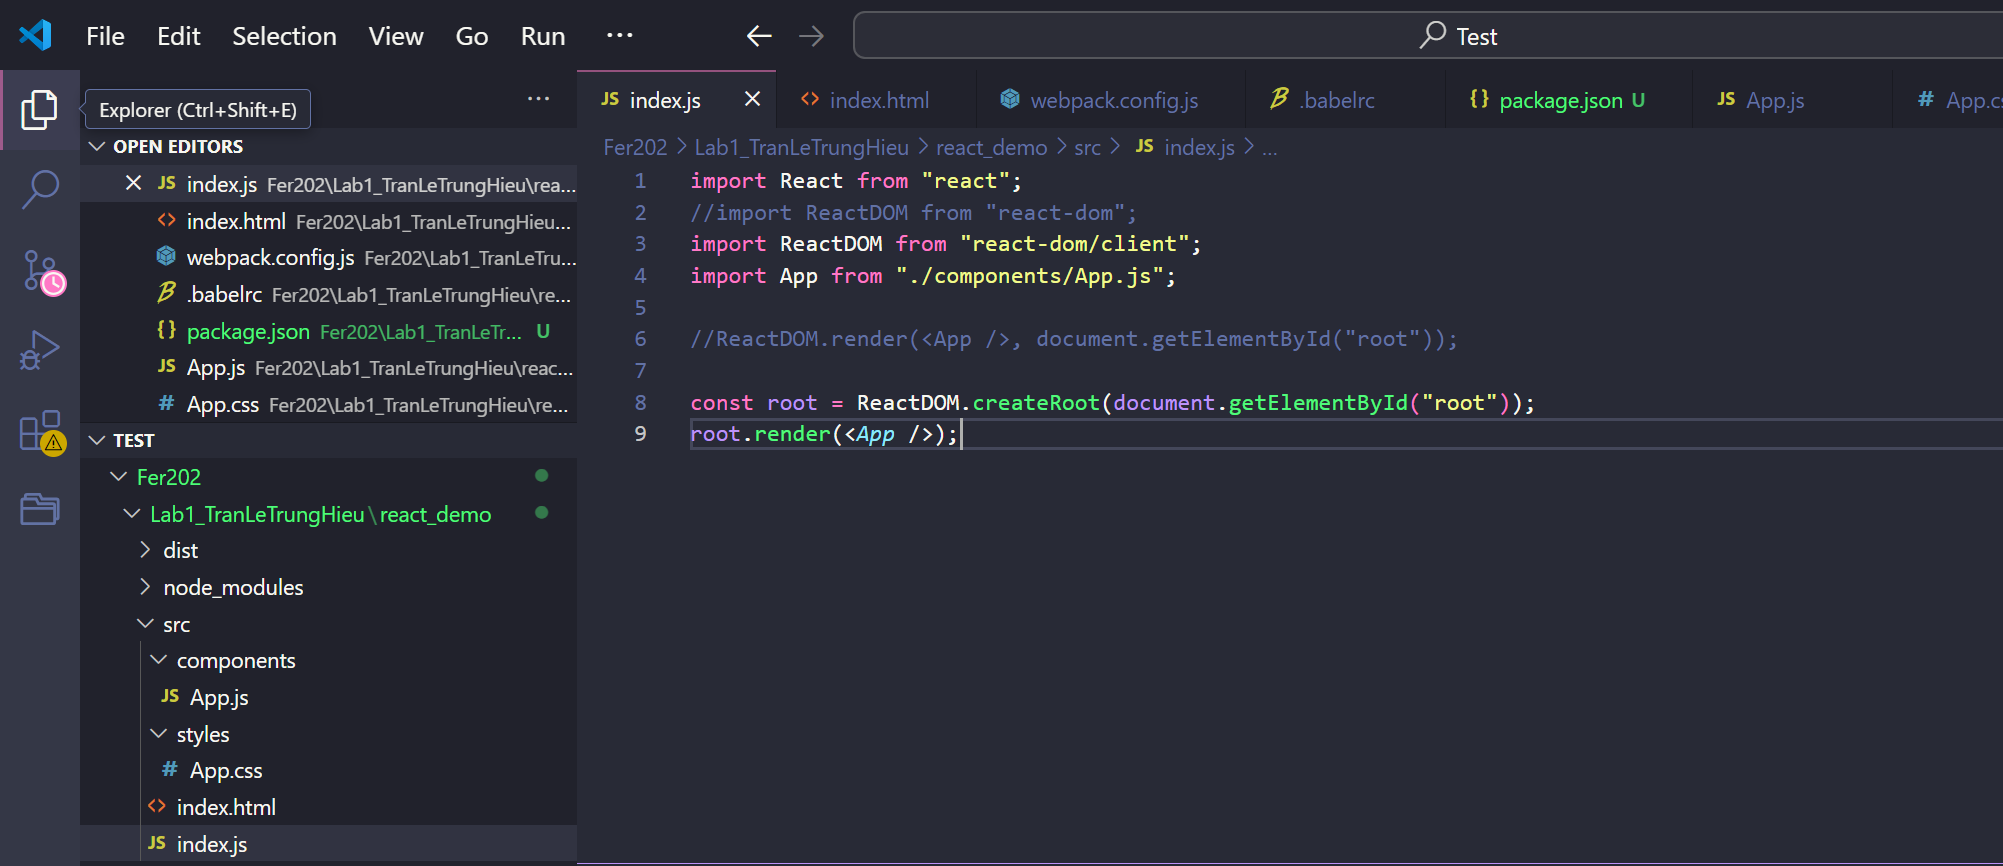 File Edit Selection View Go Run ···
Test
Explorer (Ctrl+Shift+E)
···
OPEN EDITORS
JS index.js Fer202\Lab1_TranLeTrungHieu\rea...
<> index.html Fer202\Lab1_TranLeTrungHieu...
webpack.config.js Fer202\Lab1_TranLeTru...
.babelrc Fer202\Lab1_TranLeTrungHieu\re...
{} package.json Fer202\Lab1_TranLeTr... U
JS App.js Fer202\Lab1_TranLeTrungHieu\reac...
# App.css Fer202\Lab1_TranLeTrungHieu\re...
TEST
Fer202
Lab1_TranLeTrungHieu\react_demo
dist
node_modules
src
components
JS App.js
styles
# App.css
<> index.html
JS index.js
JS index.js <> index.html webpack.config.js .babelrc {} package.json U JS App.js # App.cs
Fer202 > Lab1_TranLeTrungHieu > react_demo > src > JS index.js > ...
1 import React from "react";
2 //import ReactDOM from "react-dom";
3 import ReactDOM from "react-dom/client";
4 import App from "./components/App.js";
5
6 //ReactDOM.render(<App />, document.getElementById("root"));
7
8 const root = ReactDOM.createRoot(document.getElementById("root"));
9 root.render(<App />);